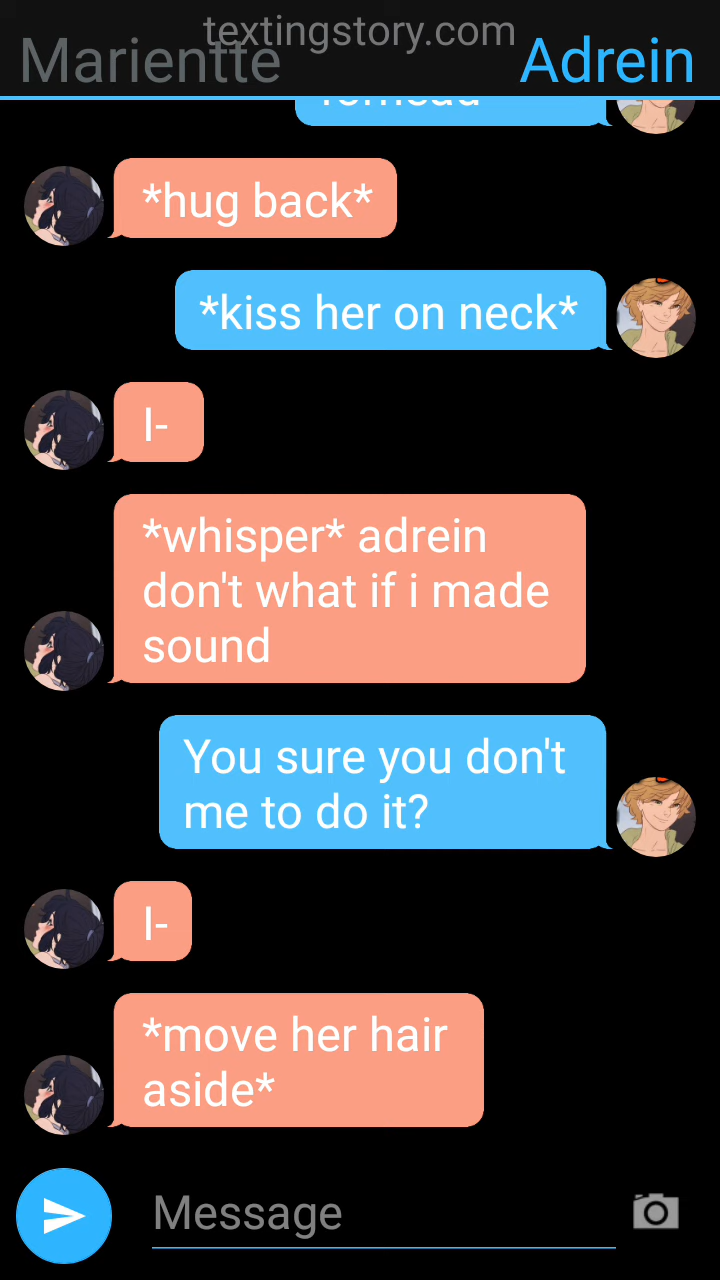 textingstory.com
Marientte
Adrein
*hug back*
*kiss her on neck*
I-
*whisper* adrein
don't what if i made
sound
You sure you don't
me to do it?
I-
*move her hair
aside*
Message